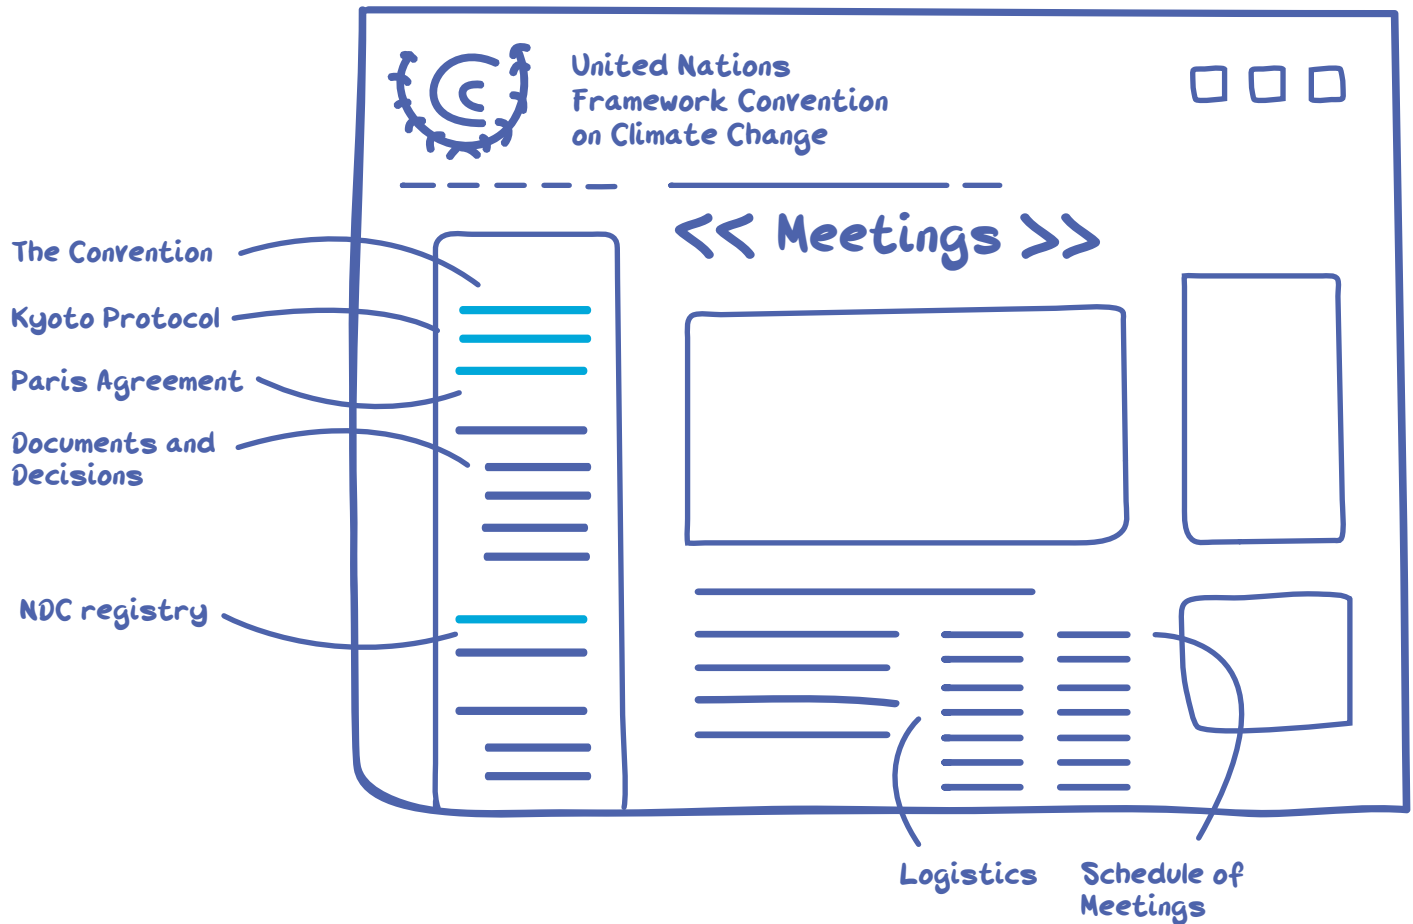 United Nations
Framework Convention
on Climate Change
<< Meetings >>
The Convention
Kyoto Protocol
Paris Agreement
Documents and
Decisions
NDC registry
Logistics
Schedule of
Meetings